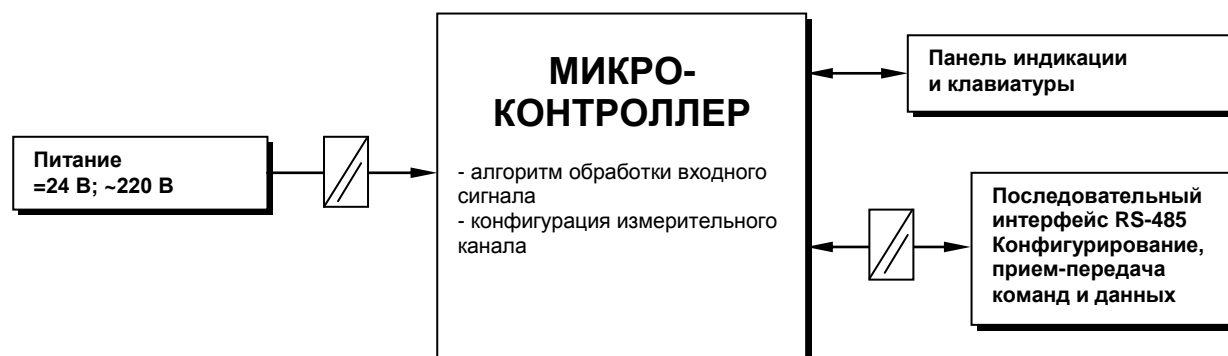 МИКРО-
КОНТРОЛЛЕР
- алгоритм обработки входного
сигнала
- конфигурация измерительного
канала
Питание
=24 В; ~220 В
Панель индикации
и клавиатуры
Последовательный
интерфейс RS-485
Конфигурирование,
прием-передача
команд и данных